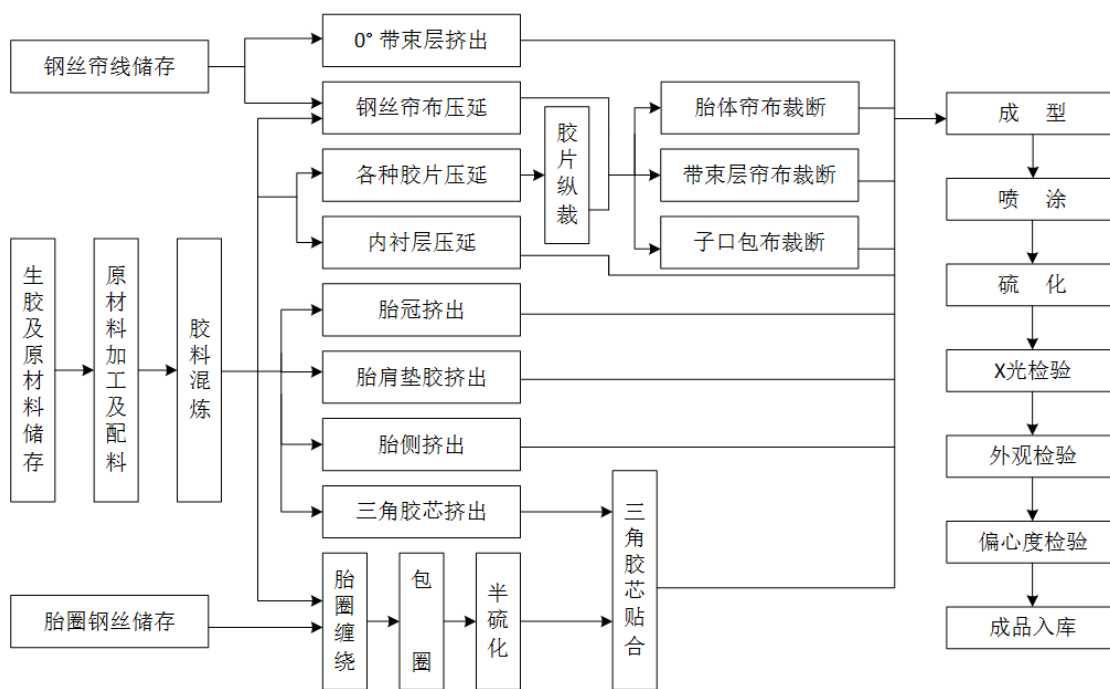 钢丝帘线储存
0° 带束层挤出
钢丝帘布压延
各种胶片压延
内衬层压延
胶片纵裁
胎体帘布裁断
带束层帘布裁断
子口包布裁断
生胶及原材料储存
原材料加工及配料
胶料混炼
胎冠挤出
胎肩垫胶挤出
胎侧挤出
三角胶芯挤出
胎圈钢丝储存
胎圈缠绕
包圈
半硫化
三角胶芯贴合
成型
喷涂
硫化
X光检验
外观检验
偏心度检验
成品入库